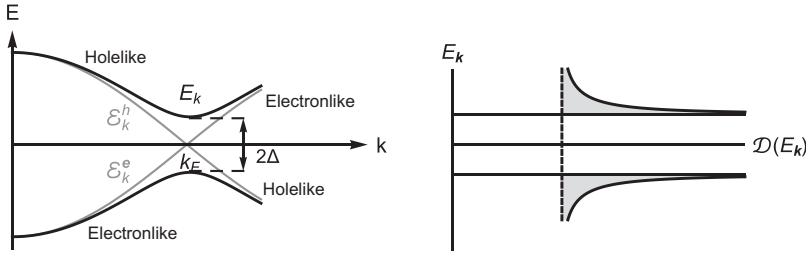 E
Holelike
E_k
Electronlike
ℰ_k^h
k
2Δ
k_F
ℰ_k^e
Holelike
Electronlike
E_k
𝒟(E_k)